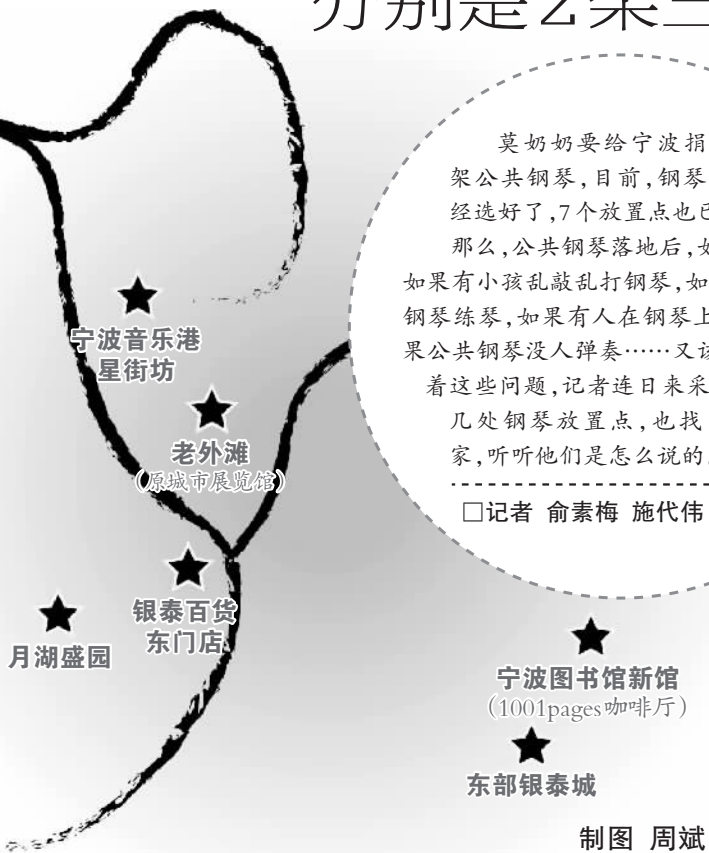 莫奶奶要给宁波捐
架公共钢琴,目前,钢琴
经选好了,7个放置点也已
那么,公共钢琴落地后,如
如果有小孩乱敲乱打钢琴,如
钢琴练琴,如果有人在钢琴上
果公共钢琴没人弹奏……又该
着这些问题,记者连日来采
几处钢琴放置点,也找
家,听听他们是怎么说的。
□记者 俞素梅 施代伟
宁波音乐港
星街坊
老外滩
(原城市展览馆)
银泰百货
东门店
月湖盛园
宁波图书馆新馆
(1001pages咖啡厅)
东部银泰城
制图 周斌